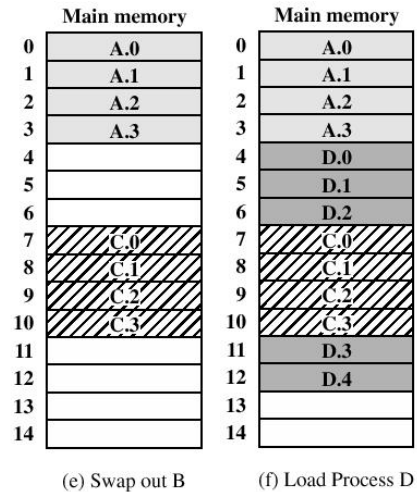 Main memory
0 A.0
1 A.1
2 A.2
3 A.3
4
5
6
7 C.0
8 C.1
9 C.2
10 C.3
11
12
13
14
(e) Swap out B
Main memory
0 A.0
1 A.1
2 A.2
3 A.3
4 D.0
5 D.1
6 D.2
7 C.0
8 C.1
9 C.2
10 C.3
11 D.3
12 D.4
13
14
(f) Load Process D